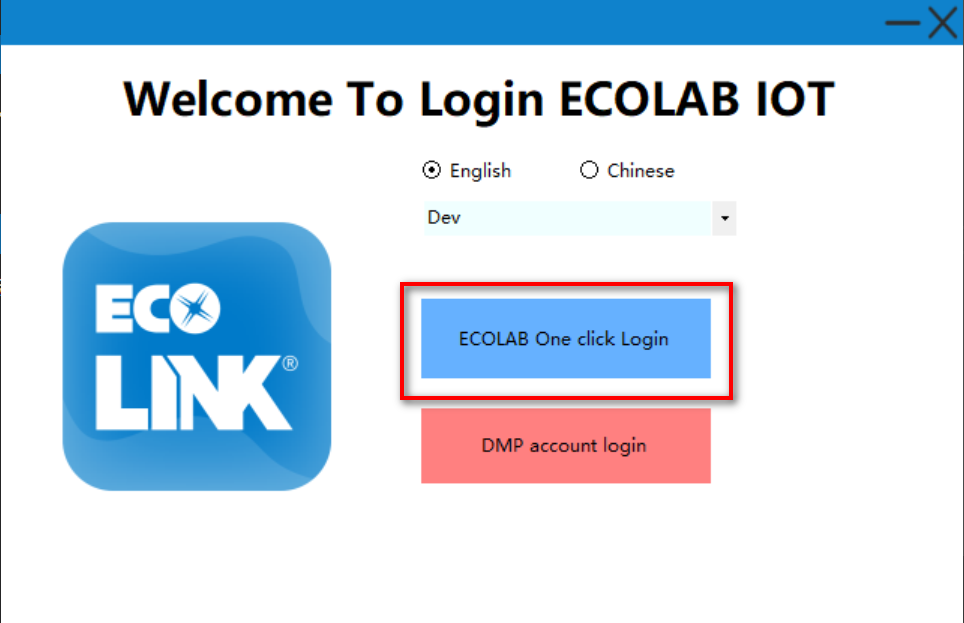 Welcome To Login ECOLAB IOT
English
Chinese
Dev
ECO
LINK®
ECOLAB One click Login
DMP account login